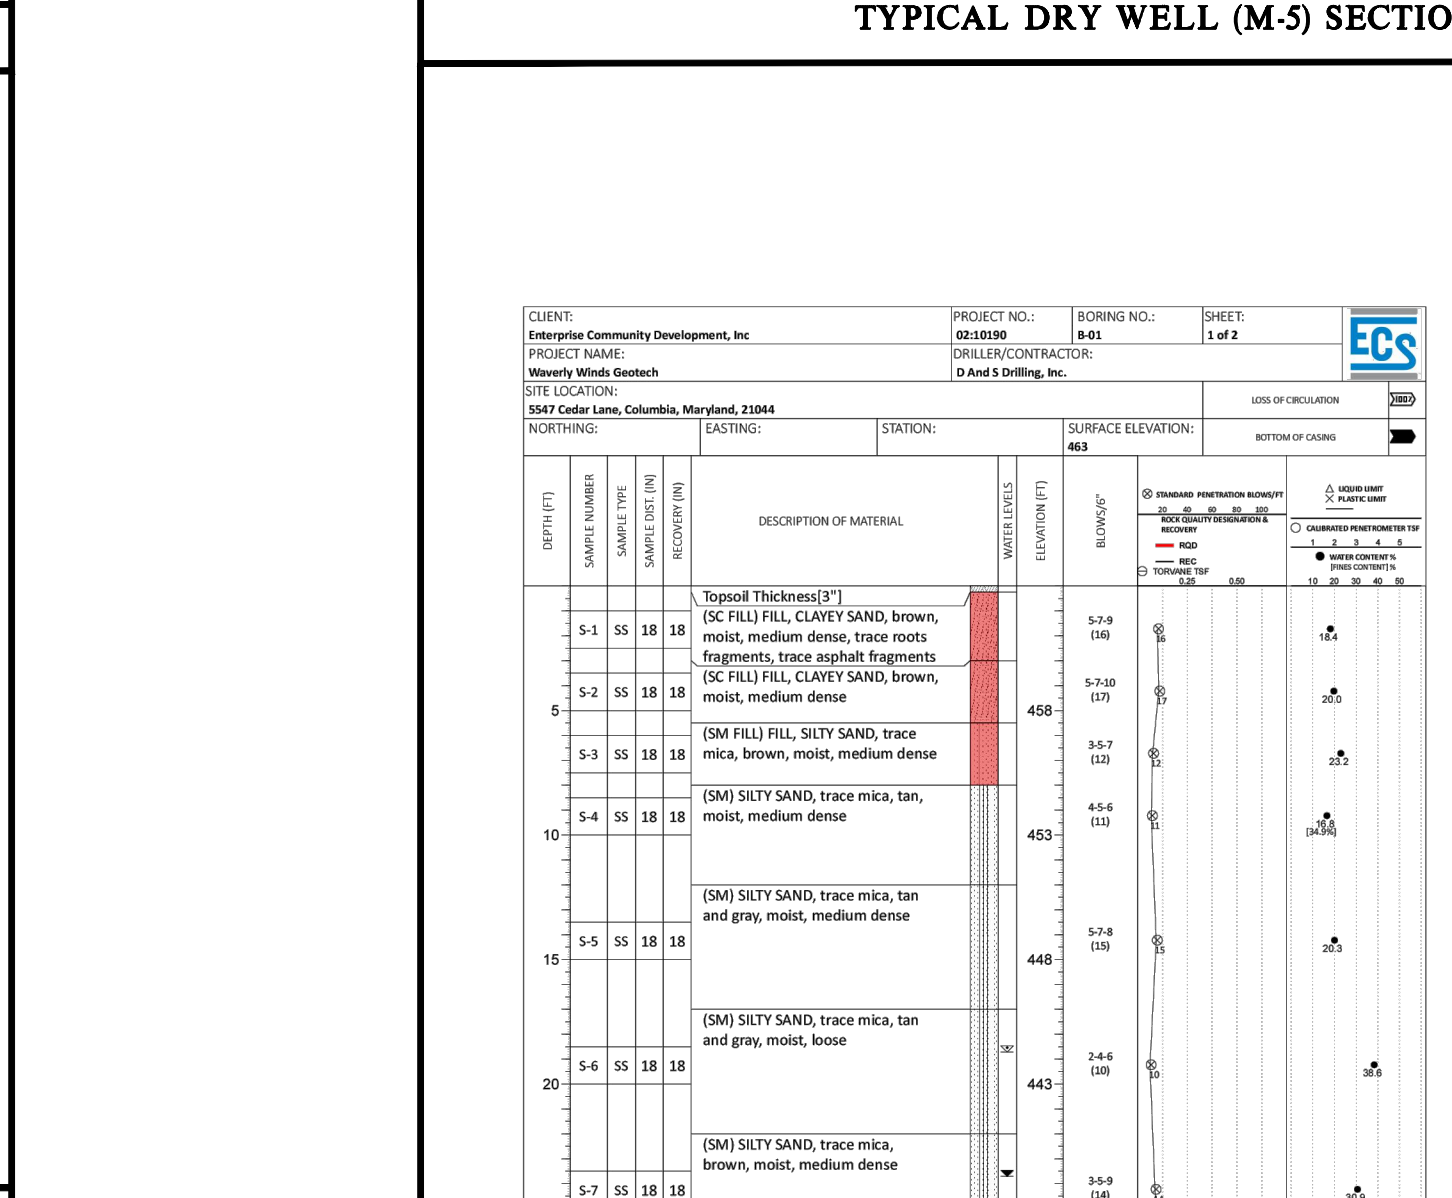 TYPICAL DRY WELL (M-5) SECTIO
CLIENT:
Enterprise Community Development, Inc
PROJECT NO.:
02:10190
BORING NO.:
B-01
SHEET:
1 of 2
ECS
PROJECT NAME:
Waverly Winds Geotech
DRILLER/CONTRACTOR:
D And S Drilling, Inc.
SITE LOCATION:
5547 Cedar Lane, Columbia, Maryland, 21044
LOSS OF CIRCULATION
100%
NORTHING:
EASTING:
STATION:
SURFACE ELEVATION:
463
BOTTOM OF CASING
DEPTH (FT)
SAMPLE NUMBER
SAMPLE TYPE
SAMPLE DIST. (IN)
RECOVERY (IN)
DESCRIPTION OF MATERIAL
WATER LEVELS
ELEVATION (FT)
BLOWS/6"
STANDARD PENETRATION BLOWS/FT
20 40 60 80 100
ROCK QUALITY DESIGNATION &
RECOVERY
RQD
REC
TORVANE TSF
0.25 0.50
LIQUID LIMIT
PLASTIC LIMIT
CALIBRATED PENETROMETER TSF
1 2 3 4 5
WATER CONTENT %
[FINES CONTENT] %
10 20 30 40 50
Topsoil Thickness[3"]
S-1 SS 18 18
(SC FILL) FILL, CLAYEY SAND, brown,
moist, medium dense, trace roots
fragments, trace asphalt fragments
5-7-9
(16)
16
18.4
S-2 SS 18 18
(SC FILL) FILL, CLAYEY SAND, brown,
moist, medium dense
5-7-10
(17)
17
20.0
5
458
S-3 SS 18 18
(SM FILL) FILL, SILTY SAND, trace
mica, brown, moist, medium dense
3-5-7
(12)
12
23.2
S-4 SS 18 18
(SM) SILTY SAND, trace mica, tan,
moist, medium dense
4-5-6
(11)
11
16.8
[34.9%]
10
453
(SM) SILTY SAND, trace mica, tan
and gray, moist, medium dense
S-5 SS 18 18
5-7-8
(15)
15
20.3
15
448
(SM) SILTY SAND, trace mica, tan
and gray, moist, loose
S-6 SS 18 18
2-4-6
(10)
10
38.6
20
443
(SM) SILTY SAND, trace mica,
brown, moist, medium dense
S-7 SS 18 18
3-5-9
(14)
30.9